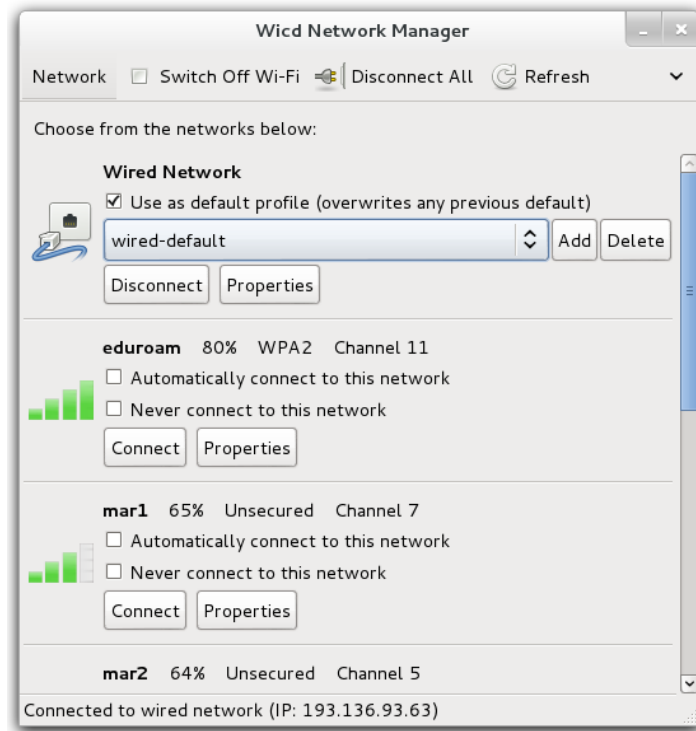 Wicd Network Manager
Network Switch Off Wi-Fi Disconnect All Refresh
Choose from the networks below:
Wired Network
Use as default profile (overwrites any previous default)
wired-default Add Delete
Disconnect Properties
eduroam 80% WPA2 Channel 11
Automatically connect to this network
Never connect to this network
Connect Properties
mar1 65% Unsecured Channel 7
Automatically connect to this network
Never connect to this network
Connect Properties
mar2 64% Unsecured Channel 5
Connected to wired network (IP: 193.136.93.63)